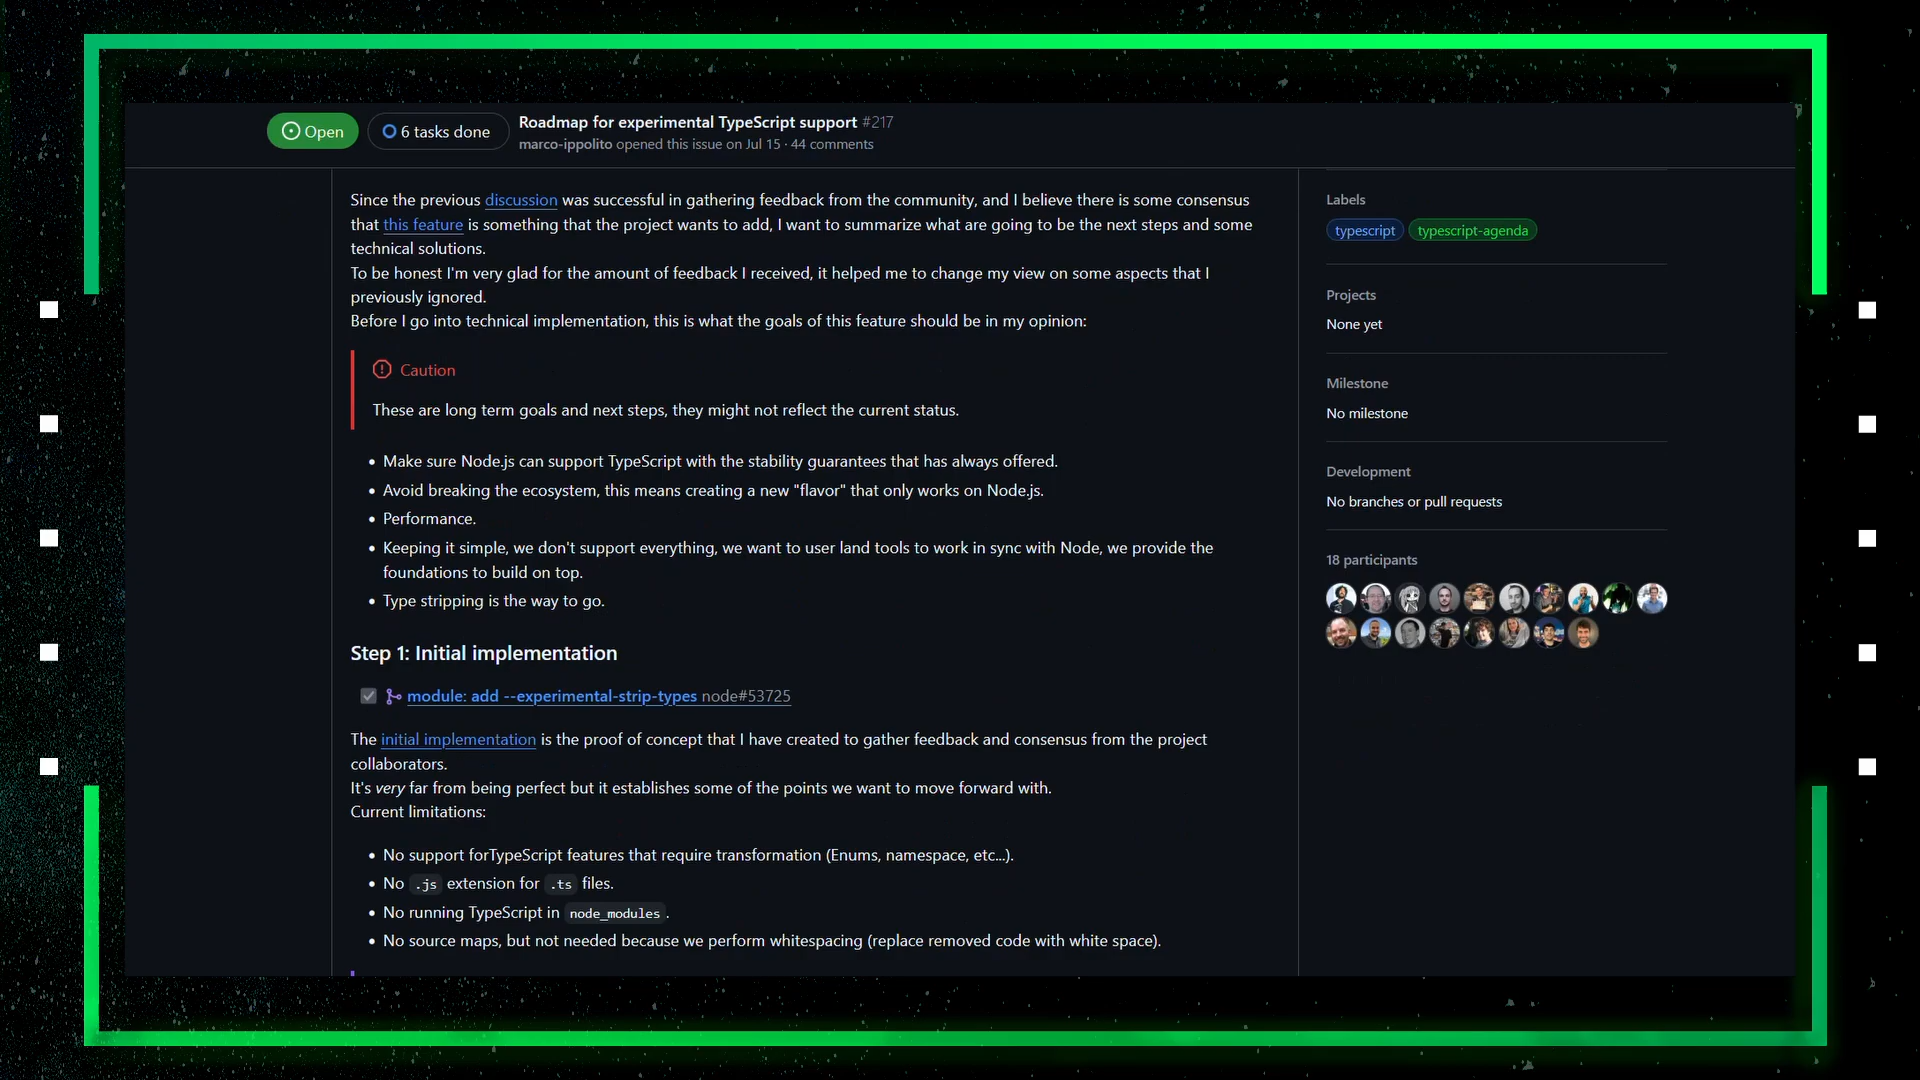 Open
6 tasks done
Roadmap for experimental TypeScript support #217
marco-ippolito opened this issue on Jul 15 · 44 comments
Since the previous discussion was successful in gathering feedback from the community, and I believe there is some consensus
that this feature is something that the project wants to add, I want to summarize what are going to be the next steps and some
technical solutions.
To be honest I'm very glad for the amount of feedback I received, it helped me to change my view on some aspects that I
previously ignored.
Before I go into technical implementation, this is what the goals of this feature should be in my opinion:
Caution
These are long term goals and next steps, they might not reflect the current status.
• Make sure Node.js can support TypeScript with the stability guarantees that has always offered.
• Avoid breaking the ecosystem, this means creating a new "flavor" that only works on Node.js.
• Performance.
• Keeping it simple, we don't support everything, we want to user land tools to work in sync with Node, we provide the
foundations to build on top.
• Type stripping is the way to go.
Step 1: Initial implementation
module: add --experimental-strip-types node#53725
The initial implementation is the proof of concept that I have created to gather feedback and consensus from the project
collaborators.
It's very far from being perfect but it establishes some of the points we want to move forward with.
Current limitations:
• No support forTypeScript features that require transformation (Enums, namespace, etc...).
• No .js extension for .ts files.
• No running TypeScript in node_modules.
• No source maps, but not needed because we perform whitespacing (replace removed code with white space).
Labels
typescript typescript-agenda
Projects
None yet
Milestone
No milestone
Development
No branches or pull requests
18 participants